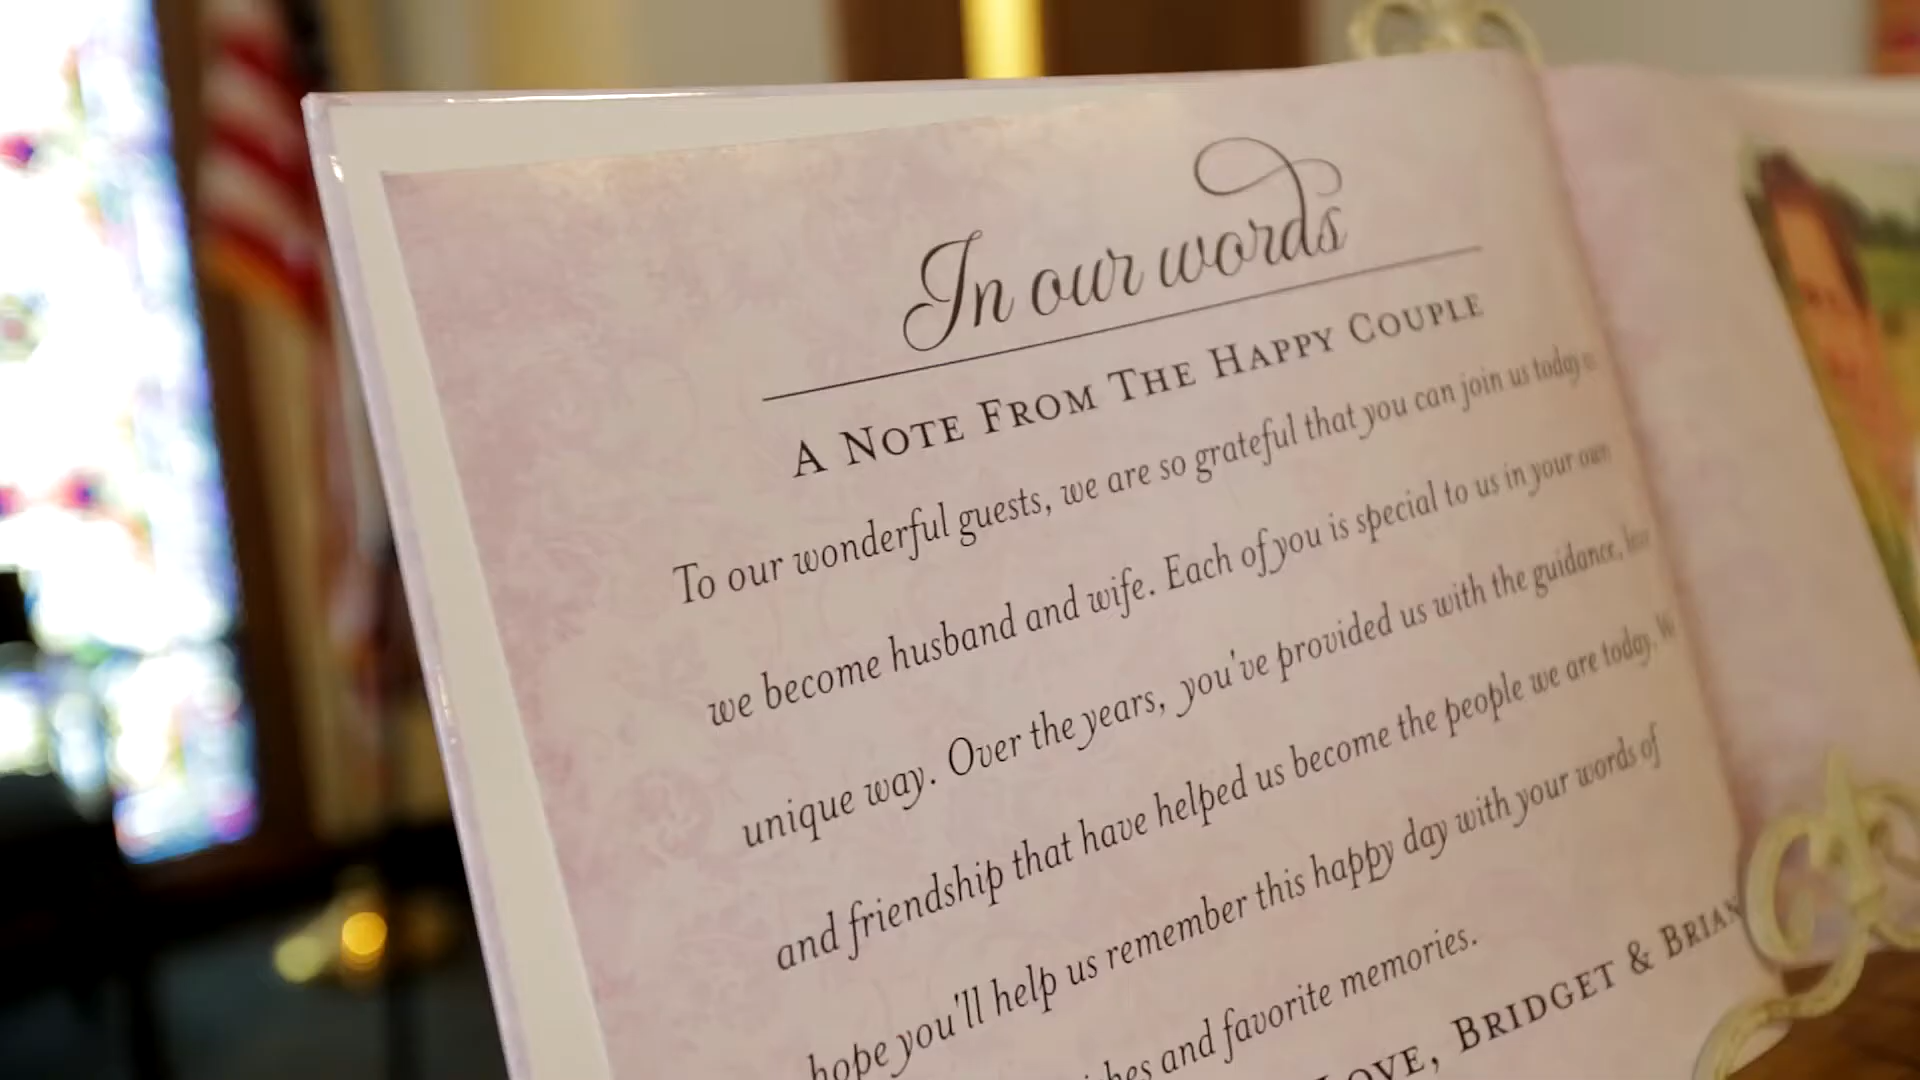 In our words
A NOTE FROM THE HAPPY COUPLE
To our wonderful guests, we are so grateful that you can join us today
we become husband and wife. Each of you is special to us in your own
unique way. Over the years, you've provided us with the guidance,
and friendship that have helped us become the people we are today. We
hope you'll help us remember this happy day with your words of
and favorite memories.
LOVE, BRIDGET & BRIAN